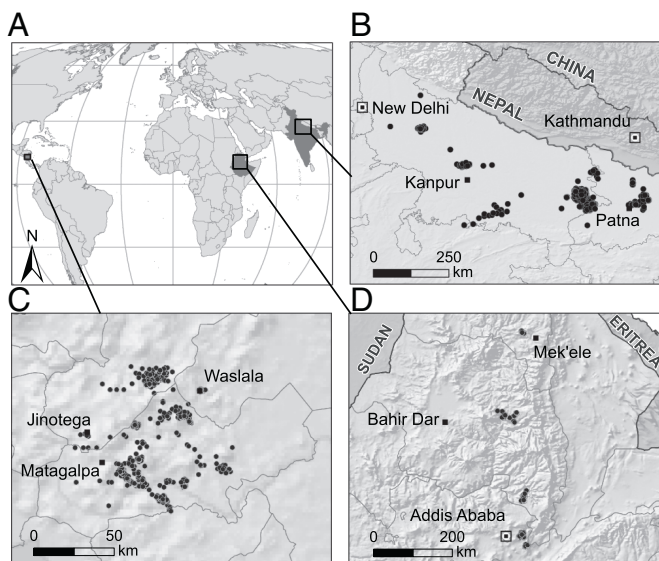 A
N
B
CHINA
NEPAL
New Delhi
Kathmandu
Kanpur
Patna
0 250
km
C
Waslala
Jinotega
Matagalpa
0 50
km
D
SUDAN
ERITREA
Mek'ele
Bahir Dar
Addis Ababa
0 200
km